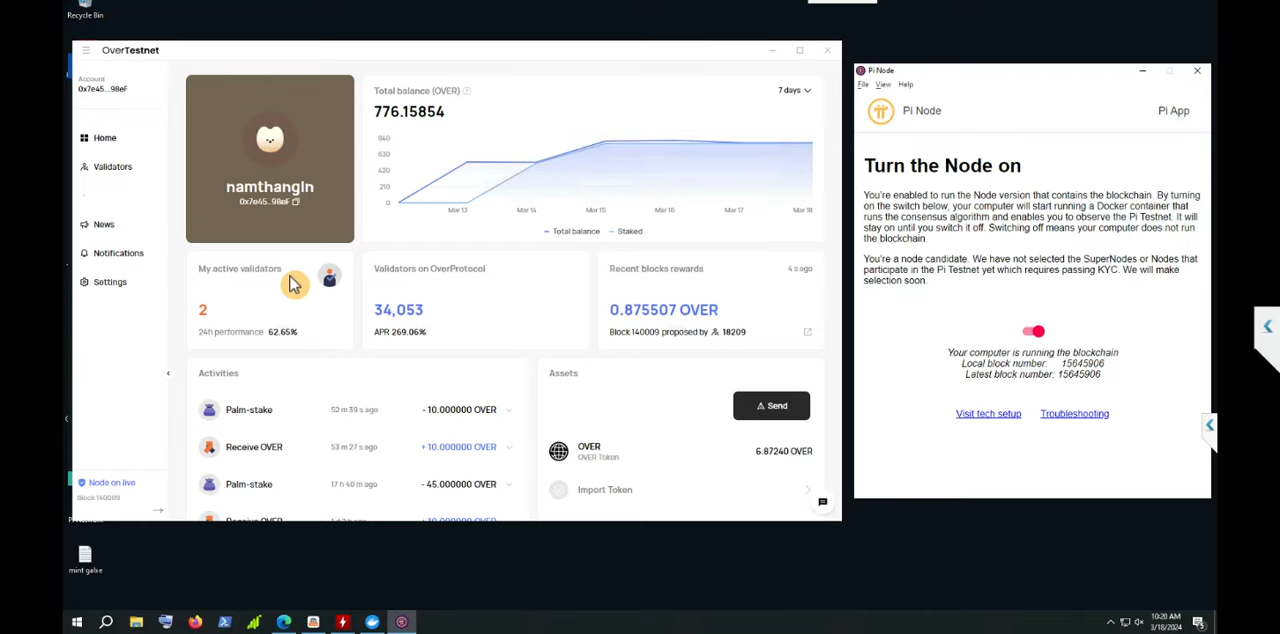 Recycle Bin
OverTestnet
Account
0x7e45...98eF
Home
Validators
News
Notifications
Settings
Node on live
Block 140009
namthangln
0x7e45...98eF
Total balance (OVER)
7 days
776.15854
840
630
420
210
0
Mar 13
Mar 14
Mar 15
Mar 16
Mar 17
Mar 18
Total balance
Staked
My active validators
2
24h performance 62.65%
Validators on OverProtocol
34,053
APR 269.06%
Recent blocks rewards
4 s ago
0.875507 OVER
Block 140009 proposed by 18209
Activities
Palm-stake 52 m 39 s ago - 10.000000 OVER
Receive OVER 53 m 27 s ago + 10.000000 OVER
Palm-stake 17 h 40 m ago - 45.000000 OVER
Assets
Send
OVER
OVER Token
6.87240 OVER
Import Token
Pi Node
File View Help
Pi Node
Pi App
Turn the Node on
You're enabled to run the Node version that contains the blockchain. By turning
on the switch below, your computer will start running a Docker container that
runs the consensus algorithm and enables you to observe the Pi Testnet. It will
stay on until you switch it off. Switching off means your computer does not run
the blockchain.
You're a node candidate. We have not selected the SuperNodes or Nodes that
participate in the Pi Testnet yet which requires passing KYC. We will make
selection soon.
Your computer is running the blockchain
Local block number: 15645906
Latest block number: 15645906
Visit tech setup
Troubleshooting
mint galxe
10:20 AM
3/18/2024